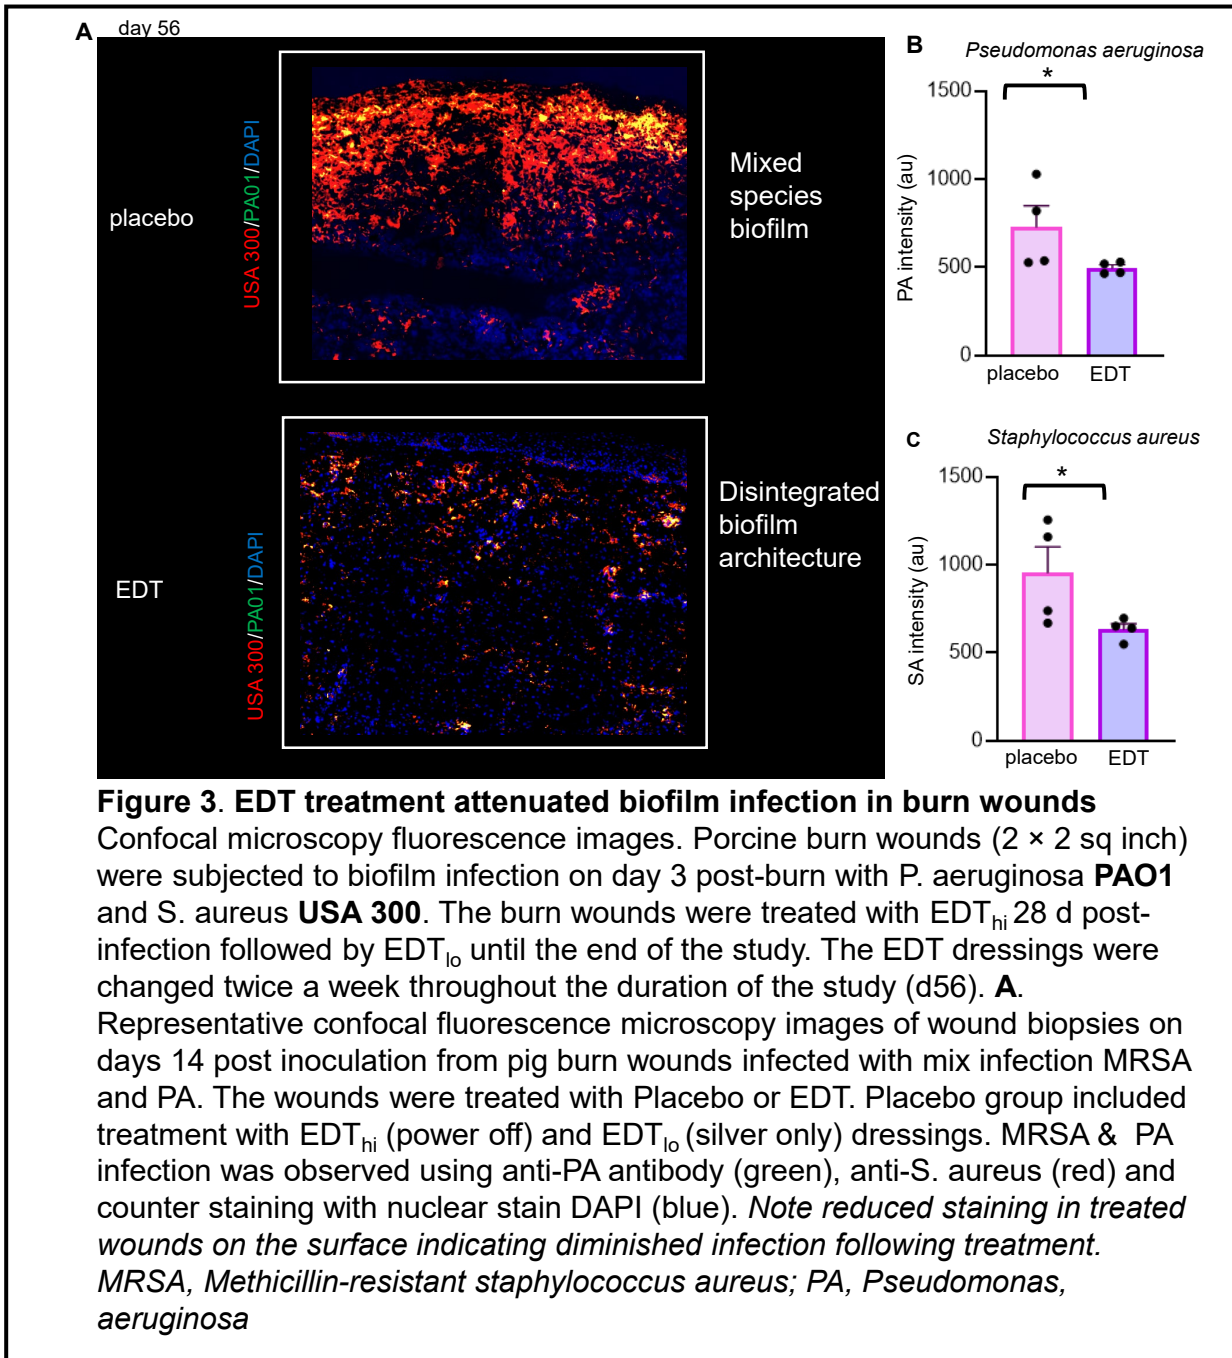 A day 56
placebo
USA 300/PA01/DAPI
Mixed
species
biofilm
EDT
USA 300/PA01/DAPI
Disintegrated
biofilm
architecture
B Pseudomonas aeruginosa
*
PA intensity (au)
1500
1000
500
0
placebo EDT
C Staphylococcus aureus
*
SA intensity (au)
1500
1000
500
0
placebo EDT
Figure 3. EDT treatment attenuated biofilm infection in burn wounds
Confocal microscopy fluorescence images. Porcine burn wounds (2 × 2 sq inch)
were subjected to biofilm infection on day 3 post-burn with P. aeruginosa PAO1
and S. aureus USA 300. The burn wounds were treated with EDThi 28 d post-
infection followed by EDTlo until the end of the study. The EDT dressings were
changed twice a week throughout the duration of the study (d56). A.
Representative confocal fluorescence microscopy images of wound biopsies on
days 14 post inoculation from pig burn wounds infected with mix infection MRSA
and PA. The wounds were treated with Placebo or EDT. Placebo group included
treatment with EDThi (power off) and EDTlo (silver only) dressings. MRSA & PA
infection was observed using anti-PA antibody (green), anti-S. aureus (red) and
counter staining with nuclear stain DAPI (blue). Note reduced staining in treated
wounds on the surface indicating diminished infection following treatment.
MRSA, Methicillin-resistant staphylococcus aureus; PA, Pseudomonas,
aeruginosa